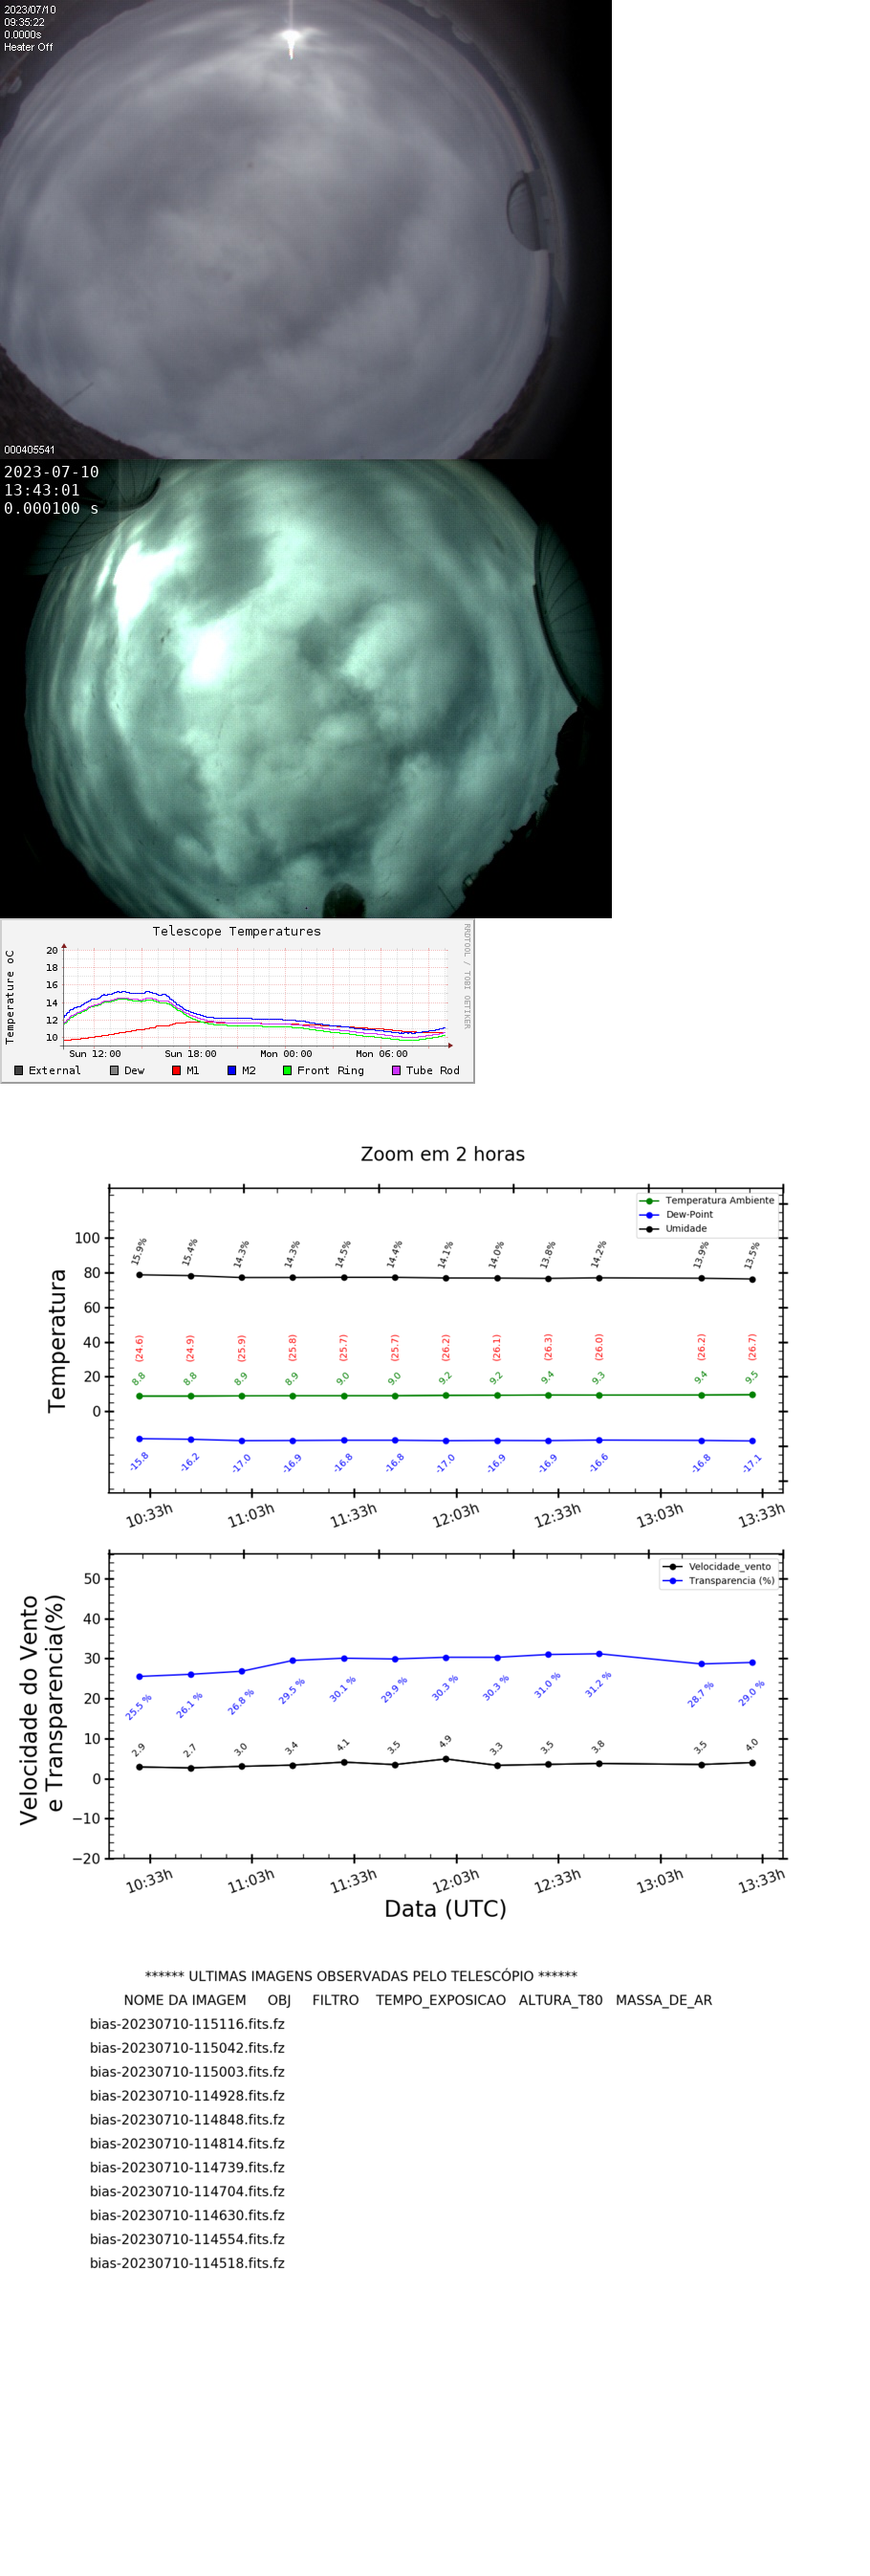 2023/07/10
09:35:22
0.0000s
Heater Off
000405541
2023-07-10
13:43:01
0.000100 s
Telescope Temperatures
RRDTOOL / TOBI OETIKER
Temperature oC
20
18
16
14
12
10
Sun 12:00 Sun 18:00 Mon 00:00 Mon 06:00
External Dew M1 M2 Front Ring Tube Rod
Zoom em 2 horas
Temperatura Ambiente
Dew-Point
Umidade
Temperatura
100
80
60
40
20
0
15.9% 15.4% 14.3% 14.3% 14.5% 14.4% 14.1% 14.0% 13.8% 14.2% 13.9% 13.5%
(24.6) (24.9) (25.9) (25.8) (25.7) (25.7) (26.2) (26.1) (26.3) (26.0) (26.2) (26.7)
8.8 8.8 8.9 8.9 9.0 9.0 9.2 9.2 9.4 9.3 9.4 9.5
-15.8 -16.2 -17.0 -16.9 -16.8 -16.8 -17.0 -16.9 -16.9 -16.6 -16.8 -17.1
10:33h 11:03h 11:33h 12:03h 12:33h 13:03h 13:33h
Velocidade_vento
Transparencia (%)
Velocidade do Vento
e Transparencia(%)
50
40
30
20
10
0
−10
−20
25.5 % 26.1 % 26.8 % 29.5 % 30.1 % 29.9 % 30.3 % 30.3 % 31.0 % 31.2 % 28.7 % 29.0 %
2.9 2.7 3.0 3.4 4.1 3.5 4.9 3.3 3.5 3.8 3.5 4.0
10:33h 11:03h 11:33h 12:03h 12:33h 13:03h 13:33h
Data (UTC)
****** ULTIMAS IMAGENS OBSERVADAS PELO TELESCÓPIO ******
NOME DA IMAGEM OBJ FILTRO TEMPO_EXPOSICAO ALTURA_T80 MASSA_DE_AR
bias-20230710-115116.fits.fz
bias-20230710-115042.fits.fz
bias-20230710-115003.fits.fz
bias-20230710-114928.fits.fz
bias-20230710-114848.fits.fz
bias-20230710-114814.fits.fz
bias-20230710-114739.fits.fz
bias-20230710-114704.fits.fz
bias-20230710-114630.fits.fz
bias-20230710-114554.fits.fz
bias-20230710-114518.fits.fz